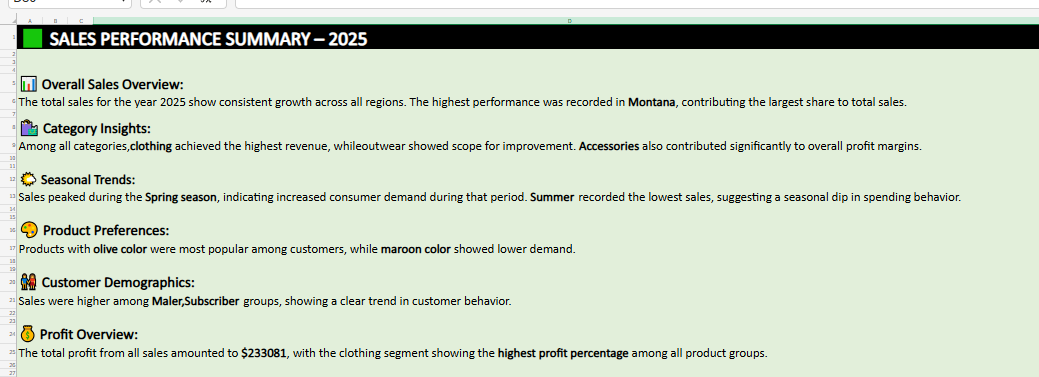 SALES PERFORMANCE SUMMARY – 2025
Overall Sales Overview:
The total sales for the year 2025 show consistent growth across all regions. The highest performance was recorded in Montana, contributing the largest share to total sales.
Category Insights:
Among all categories,clothing achieved the highest revenue, whileoutwear showed scope for improvement. Accessories also contributed significantly to overall profit margins.
Seasonal Trends:
Sales peaked during the Spring season, indicating increased consumer demand during that period. Summer recorded the lowest sales, suggesting a seasonal dip in spending behavior.
Product Preferences:
Products with olive color were most popular among customers, while maroon color showed lower demand.
Customer Demographics:
Sales were higher among Maler,Subscriber groups, showing a clear trend in customer behavior.
Profit Overview:
The total profit from all sales amounted to $233081, with the clothing segment showing the highest profit percentage among all product groups.